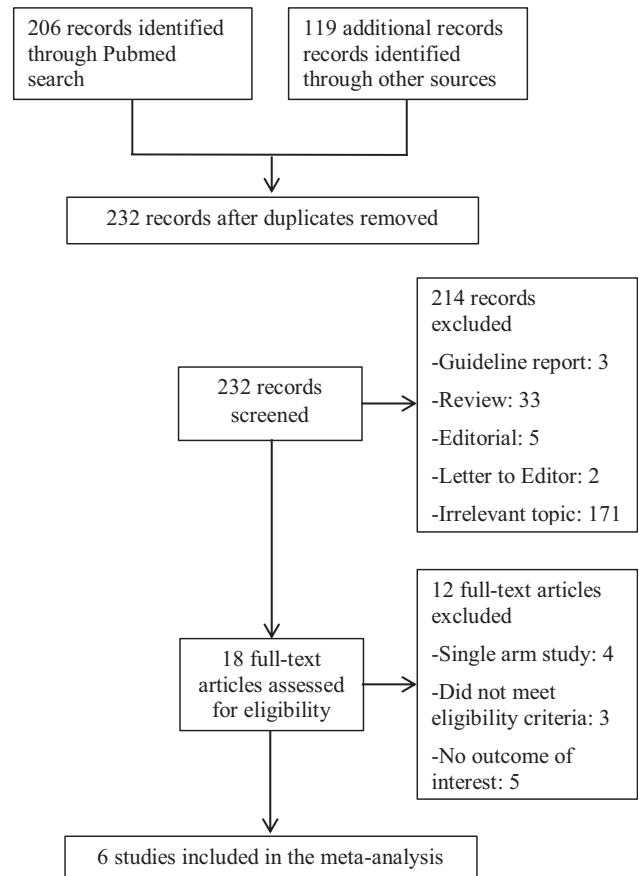 206 records identified
through Pubmed
search
119 additional records
records identified
through other sources
232 records after duplicates removed
232 records
screened
214 records
excluded
-Guideline report: 3
-Review: 33
-Editorial: 5
-Letter to Editor: 2
-Irrelevant topic: 171
18 full-text
articles assessed
for eligibility
12 full-text articles
excluded
-Single arm study: 4
-Did not meet
eligibility criteria: 3
-No outcome of
interest: 5
6 studies included in the meta-analysis